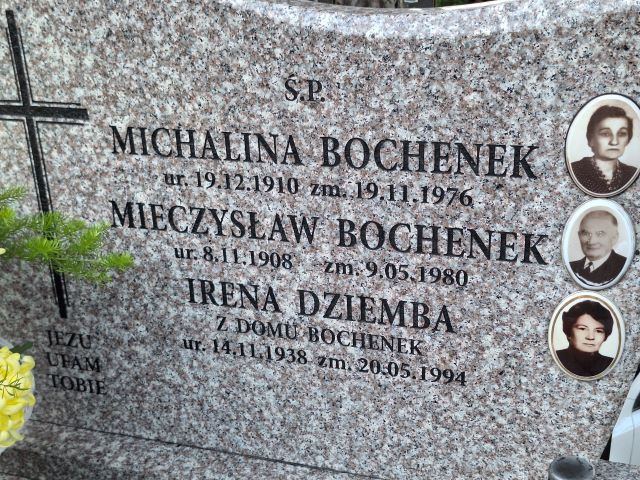 Ś.P.
MICHALINA BOCHENEK
ur. 19.12.1910 zm. 19.11.1976
MIECZYSŁAW BOCHENEK
ur. 8.11.1908 zm. 9.05.1980
IRENA DZIEMBA
Z DOMU BOCHENEK
ur. 14.11.1938 zm. 20.05.1994
JEZU
UFAM
TOBIE